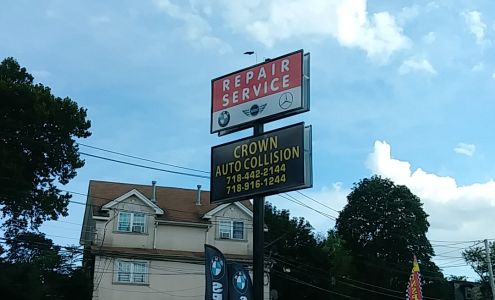 REPAIR
SERVICE
CROWN
AUTO COLLISION
718-442-2144
718-916-1244